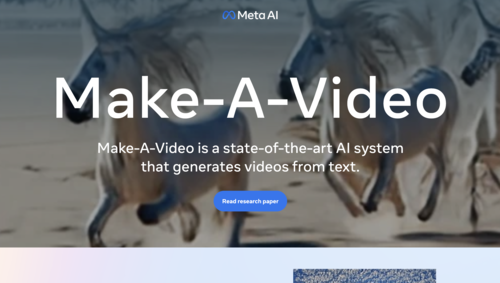 Meta AI
Make-A-Video
Make-A-Video is a state-of-the-art AI system
that generates videos from text.
Read research paper